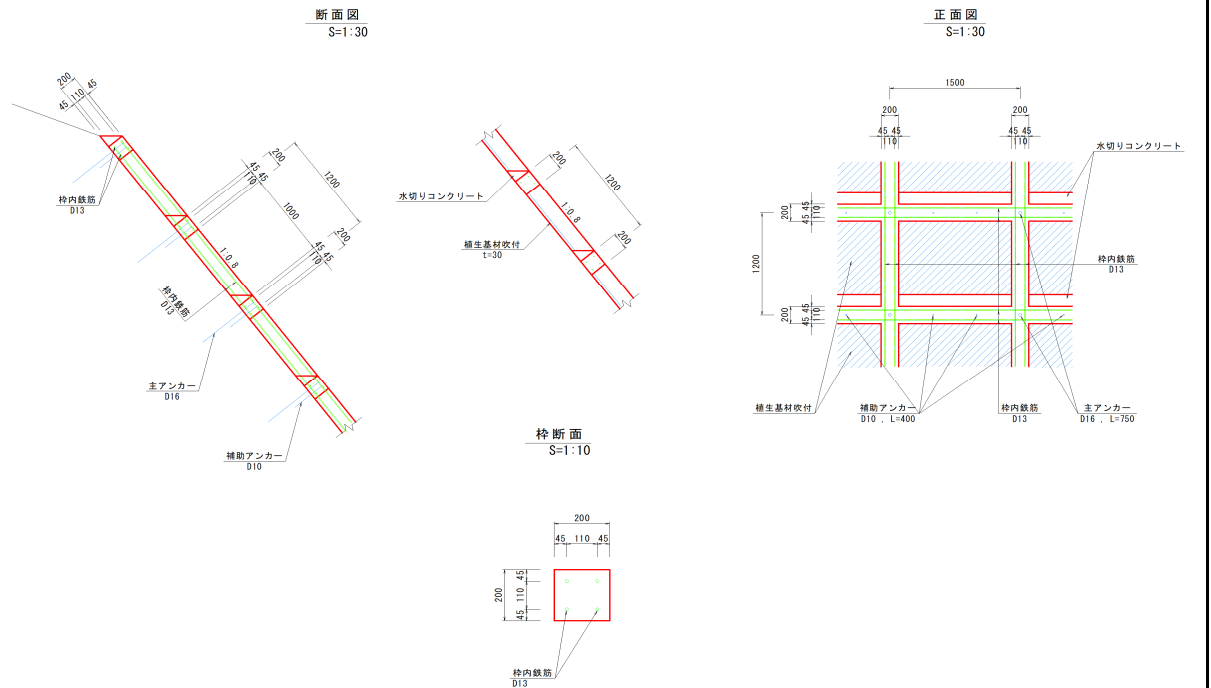 断面図
S=1:30
200
45
110
45
枠内鉄筋
D13
45
110
45
200
1200
1000
1:0.8
45
110
45
200
枠内鉄筋
D13
主アンカー
D16
補助アンカー
D10
200
1200
水切りコンクリート
1:0.8
植生基材吹付
t=30
200
正面図
S=1:30
1500
200
200
45 45
110
45 45
110
水切りコンクリート
200
45 45
110
1200
枠内鉄筋
D13
200
45 45
110
植生基材吹付
補助アンカー
D10 , L=400
枠内鉄筋
D13
主アンカー
D16 , L=750
枠断面
S=1:10
200
45 110 45
200
45
110
45
枠内鉄筋
D13